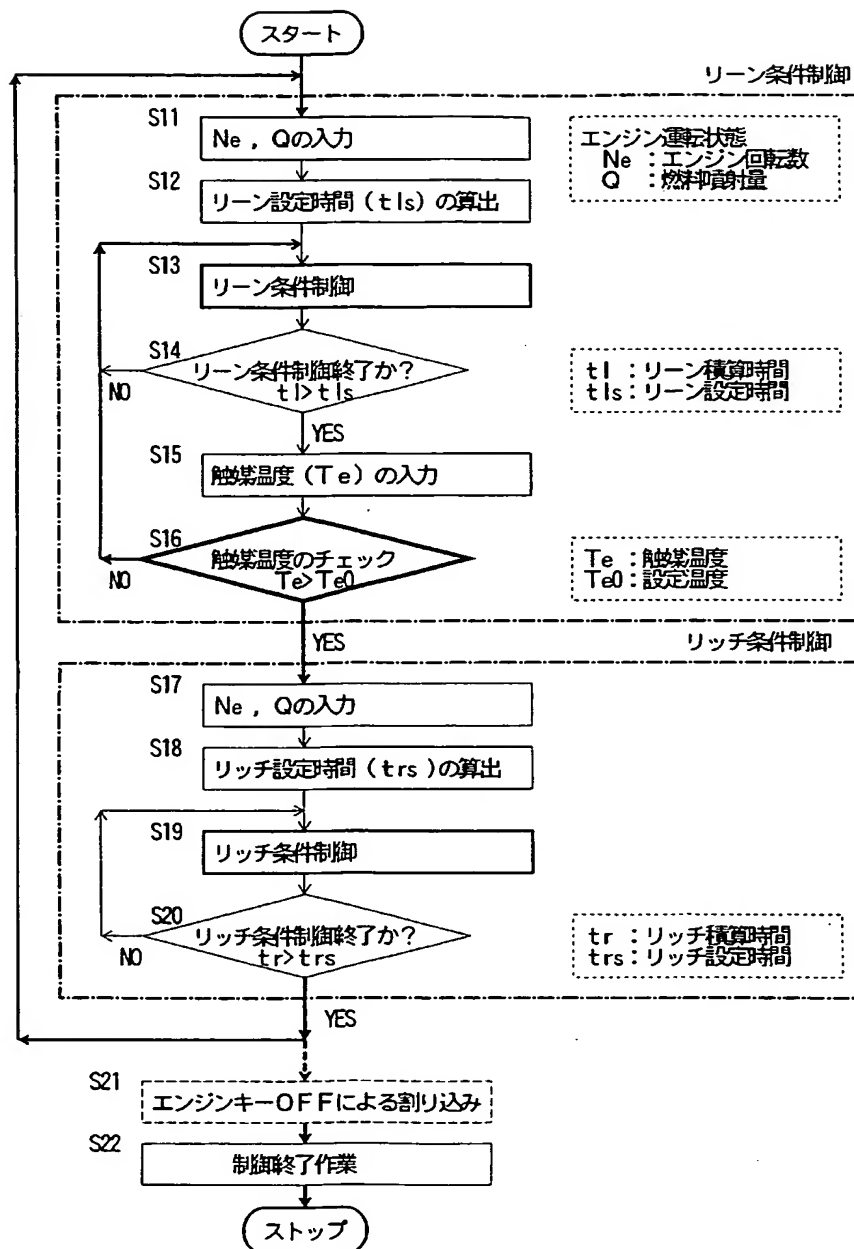 スタート
リーン条件制御
S11
Ne , Qの入力
エンジン運転状態
Ne :エンジン回転数
Q :燃料噴射量
S12
リーン設定時間(tls)の算出
S13
リーン条件制御
S14
リーン条件制御終了か?
tl>tls
NO
YES
tl :リーン積算時間
tls:リーン設定時間
S15
触媒温度(Te)の入力
S16
触媒温度のチェック
Te>Te0
NO
YES
Te :触媒温度
Te0:設定温度
リッチ条件制御
S17
Ne , Qの入力
S18
リッチ設定時間(trs)の算出
S19
リッチ条件制御
S20
リッチ条件制御終了か?
tr>trs
NO
YES
tr :リッチ積算時間
trs:リッチ設定時間
S21
エンジンキーOFFによる割り込み
S22
制御終了作業
ストップ